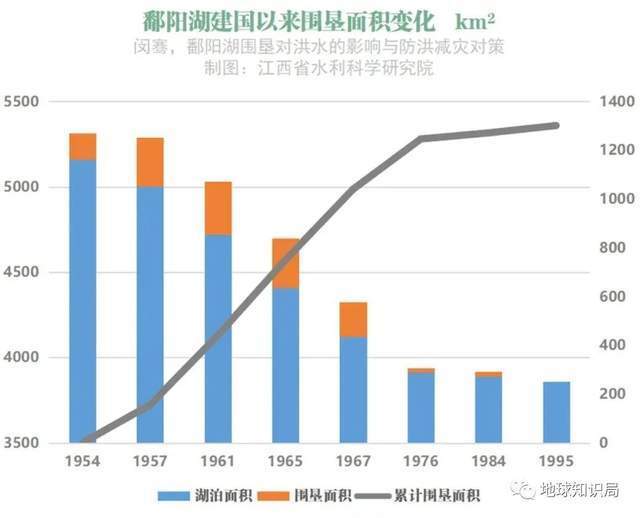 鄱阳湖建国以来围垦面积变化 km²
闵骞，鄱阳湖围垦对洪水的影响与防洪减灾对策
制图：江西省水利科学研究院
5500 1400
1200
5000 1000
4500 800
600
4000 400
200
3500 0
1954 1957 1961 1965 1967 1976 1984 1995
湖泊面积 围垦面积 累计围垦面积
地球知识局